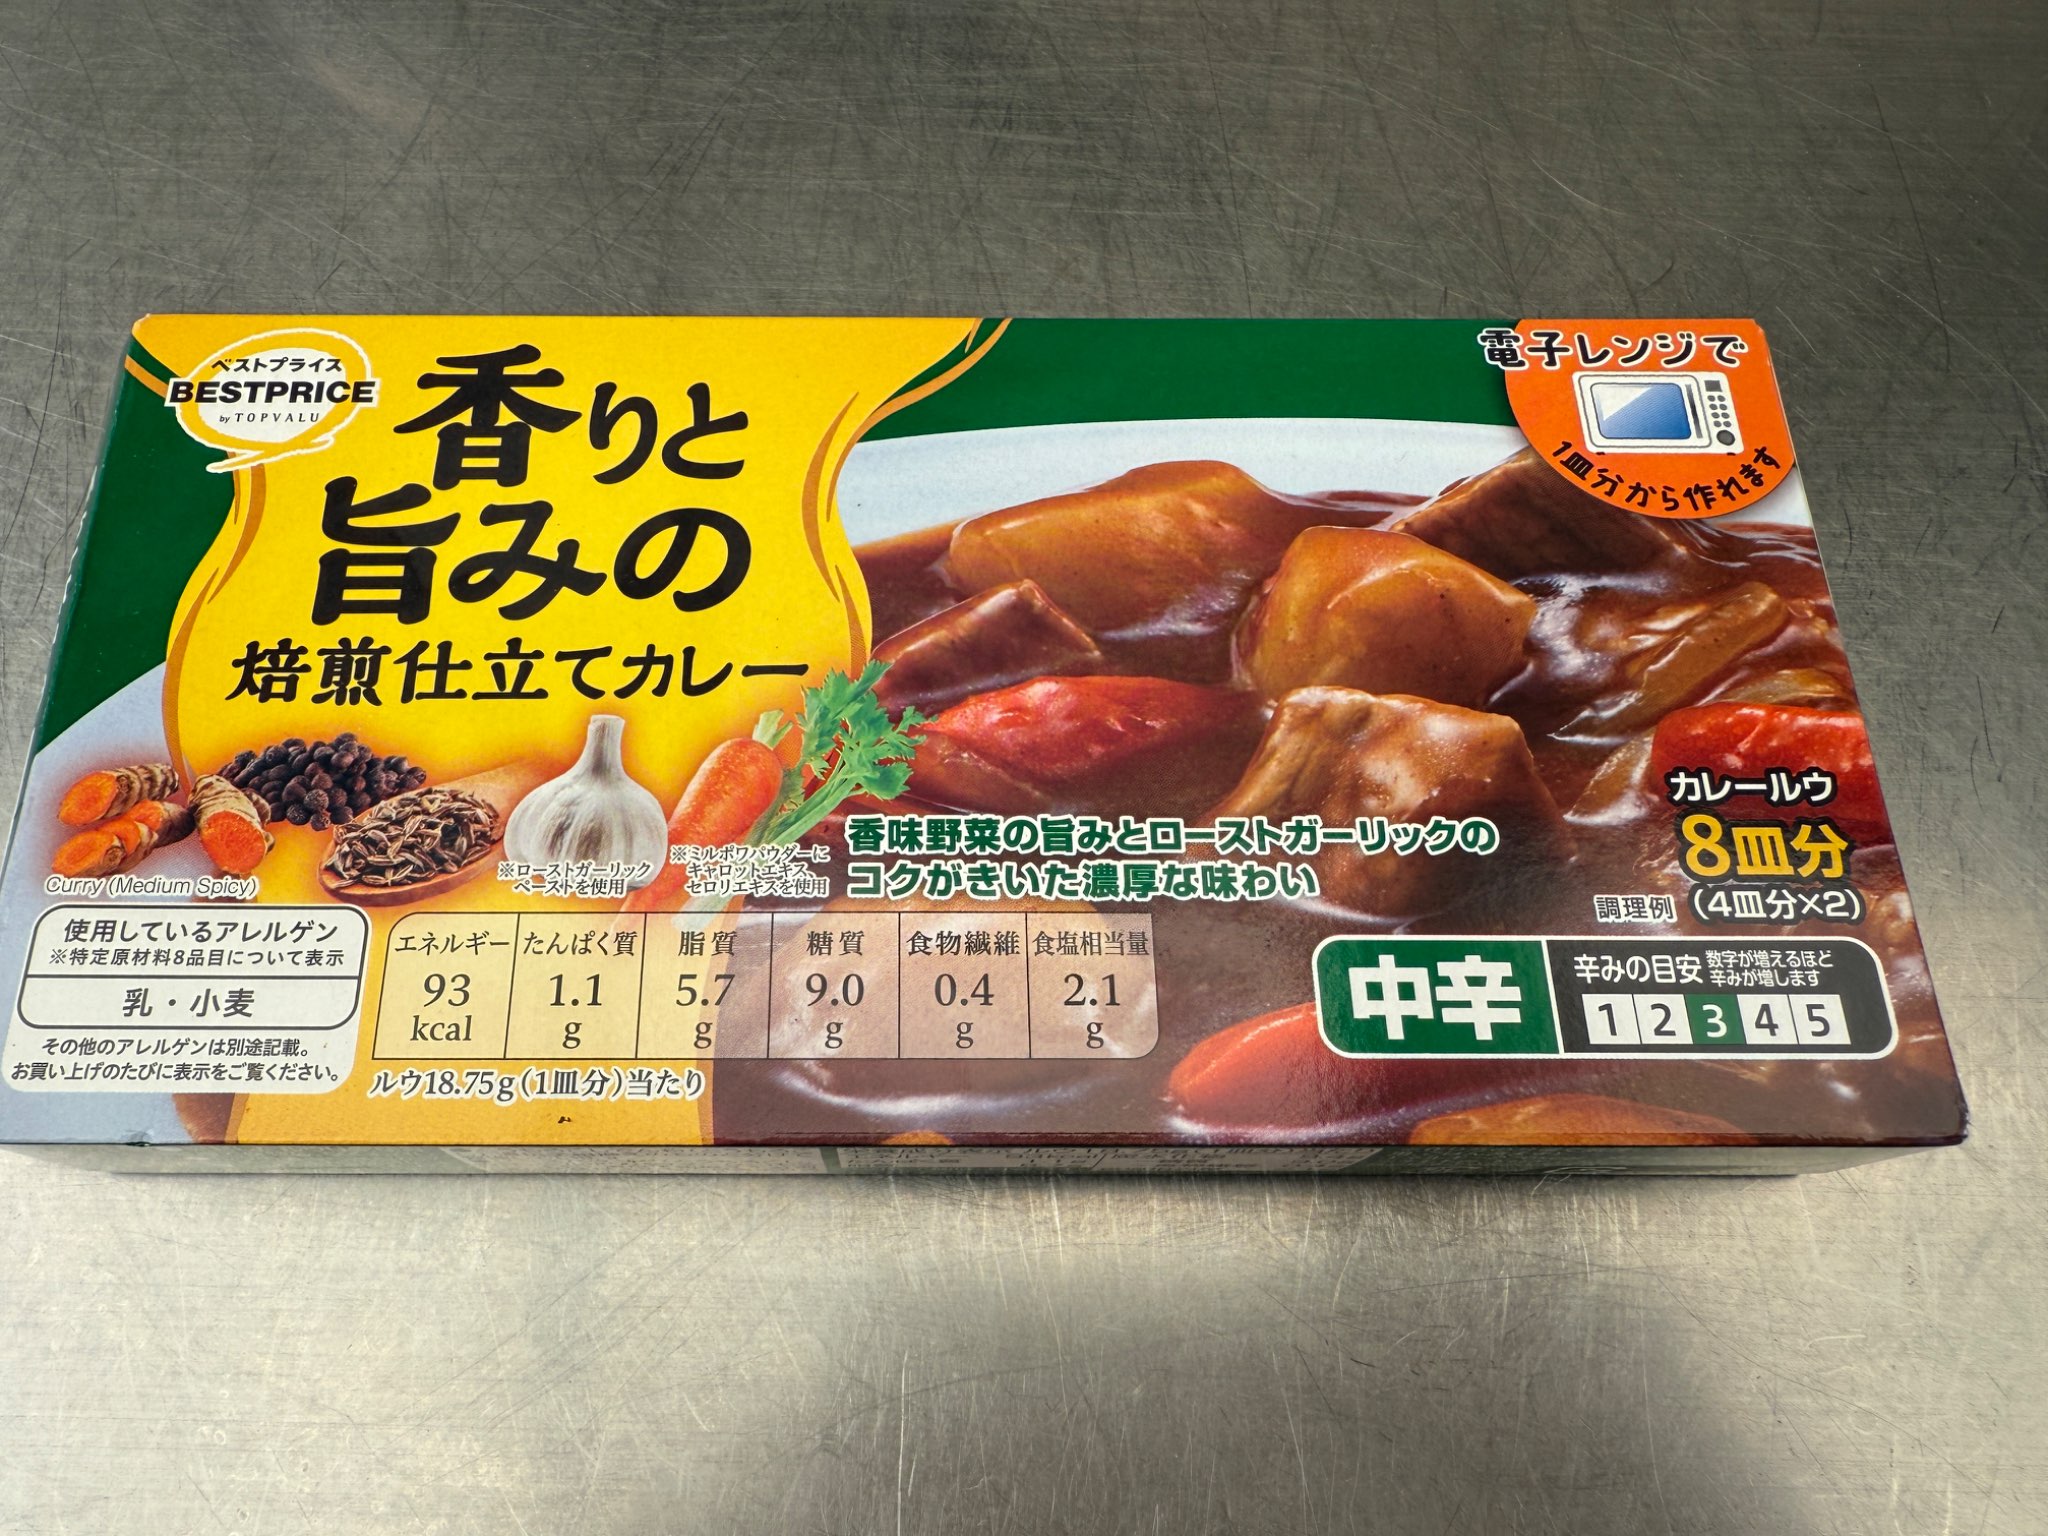 ベストプライス
BESTPRICE
by TOPVALU
香りと
旨みの
焙煎仕立てカレー
電子レンジで
1皿分から作れます
※ローストガーリック
ペーストを使用
※ミルポワパウダーに
キャロットエキス
セロリエキスを使用
香味野菜の旨みとローストガーリックの
コクがきいた濃厚な味わい
カレールウ
8皿分
調理例 (4皿分×2)
Curry (Medium Spicy)
使用しているアレルゲン
※特定原材料8品目について表示
乳・小麦
その他のアレルゲンは別途記載。
お買い上げのたびに表示をご覧ください。
エネルギー たんぱく質 脂質 糖質 食物繊維 食塩相当量
93 1.1 5.7 9.0 0.4 2.1
kcal g g g g g
ルウ18.75g(1皿分)当たり
中辛
辛みの目安 数字が増えるほど
辛みが増します
1 2 3 4 5